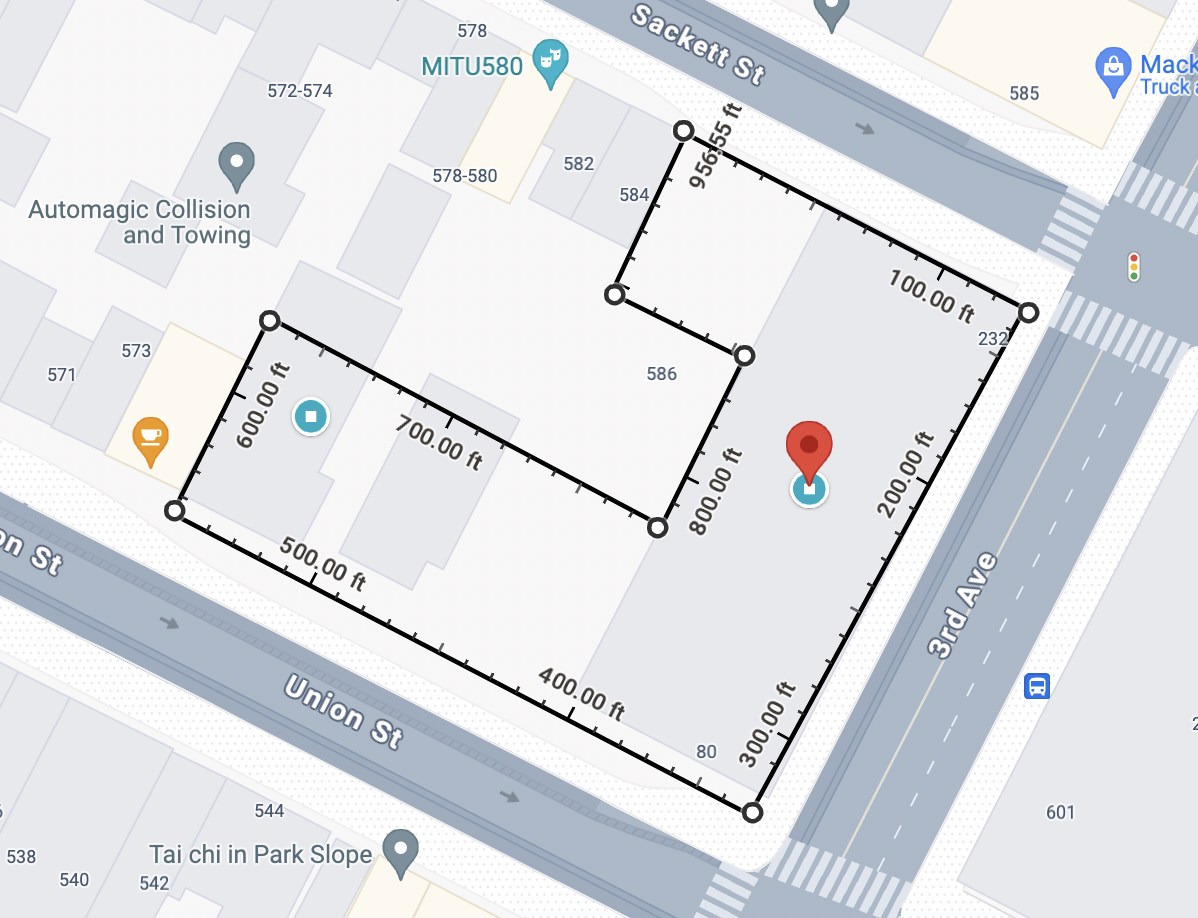 578
Sackett St
MITU580
572-574
585
Mack
Truck a
956.55 ft
582
578-580
584
Automagic Collision
and Towing
100.00 ft
232
573
571
586
600.00 ft
700.00 ft
800.00 ft
200.00 ft
on St
500.00 ft
3rd Ave
400.00 ft
300.00 ft
Union St
80
2
601
544
538
Tai chi in Park Slope
540
542